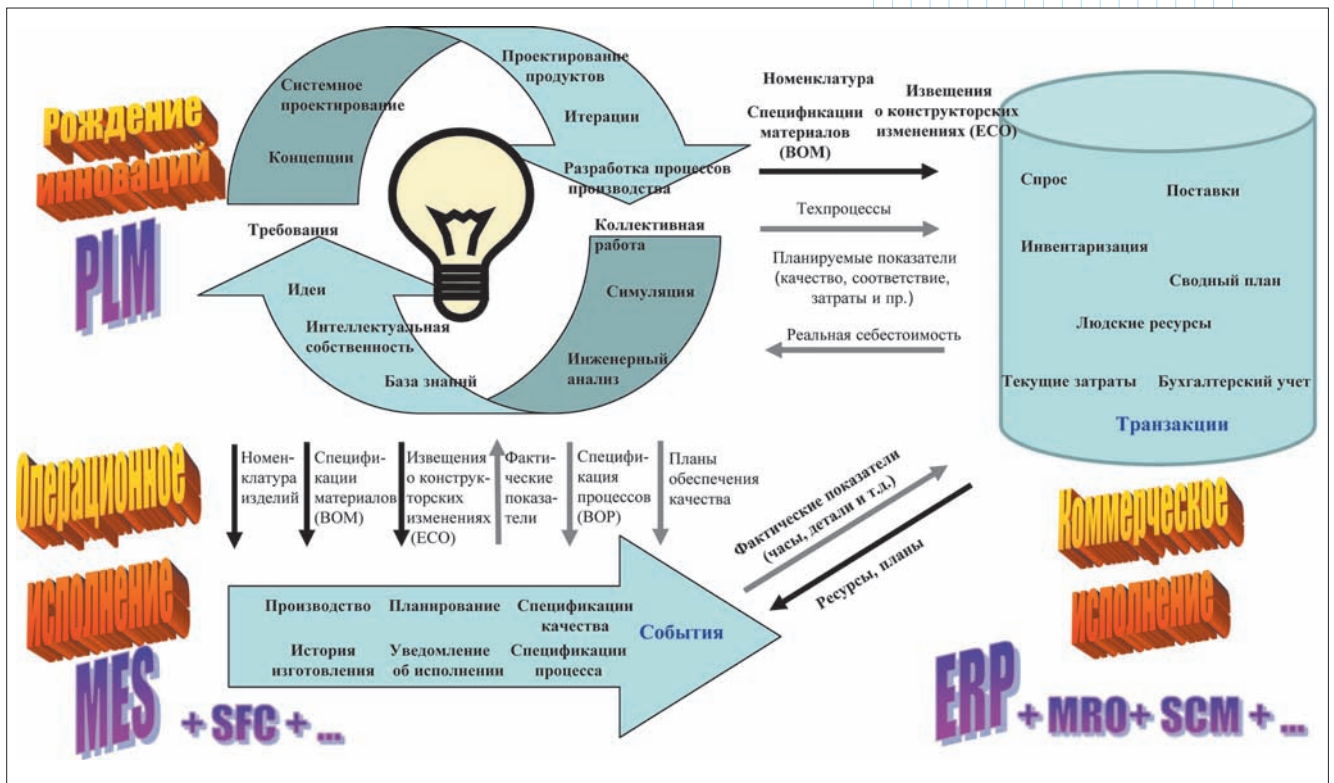 Рождение
инноваций
PLM
Системное
проектирование
Концепции
Проектирование
продуктов
Итерации
Разработка процессов
производства
Требования
Идеи
Интеллектуальная
собственность
База знаний
Коллективная
работа
Симуляция
Инженерный
анализ
Номенклатура
Спецификации
материалов
(BOM)
Извещения
о конструкторских
изменениях (ECO)
Техпроцессы
Планируемые показатели
(качество, соответствие,
затраты и пр.)
Реальная себестоимость
Спрос
Поставки
Инвентаризация
Сводный план
Людские ресурсы
Текущие затраты
Бухгалтерский учет
Транзакции
Операционное
исполнение
MES
+ SFC + ...
Номен-
клатура
изделий
Специфи-
кации
материалов
(BOM)
Извещения
о конструк-
торских
изменениях
(ECO)
Факти-
ческие
показа-
тели
Специфи-
кация
процессов
(BOP)
Планы
обеспечения
качества
Фактические показатели
(часы, детали и т.д.)
Ресурсы, планы
Производство
Планирование
Спецификации
качества
История
изготовления
Уведомление
об исполнении
Спецификации
процесса
События
Коммерческое
исполнение
ERP
+ MRO+ SCM + ...